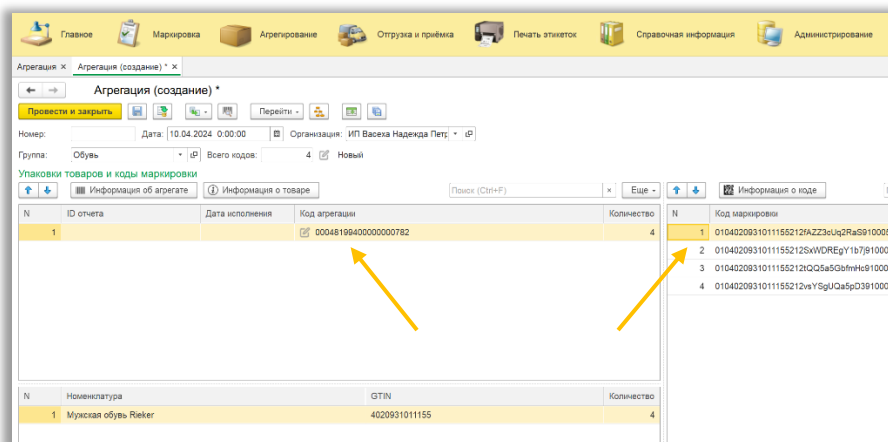 Главное Маркировка Агрегирование Отгрузка и приёмка Печать этикеток Справочная информация Администрирование
Агрегация × Агрегация (создание) * ×
Агрегация (создание) *
Провести и закрыть Перейти
Номер: Дата: 10.04.2024 0:00:00 Организация: ИП Васеха Надежда Петр
Группа: Обувь Всего кодов: 4 Новый
Упаковки товаров и коды маркировки
Информация об агрегате Информация о товаре Поиск (Ctrl+F) × Еще Информация о коде
N ID отчета Дата исполнения Код агрегации Количество N Код маркировки
1 00048199400000000782 4 1 0104020931011155212fAZZ3cUq2RaS91000
2 0104020931011155212SxWDREgY1b7j91000
3 0104020931011155212tQQ5a5GbfmHc91000
4 0104020931011155212vsYSgUQa5pD391000
N Номенклатура GTIN Количество
1 Мужская обувь Rieker 4020931011155 4